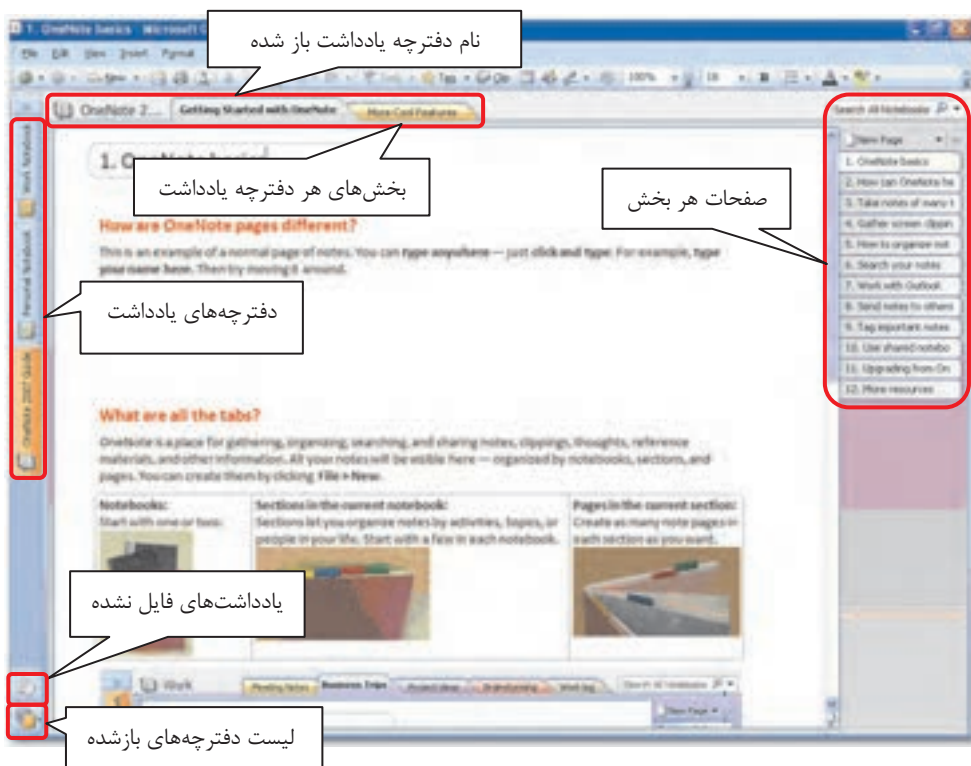 1. OneNote basics - Microsoft O
نام دفترچه یادداشت باز شده
File Edit View Insert Format
100% 18 B A
OneNote 2... Getting Started with OneNote More Cool Features
Search All Notebooks
New Page
1. OneNote basics
2. How can OneNote he
3. Take notes of many t
4. Gather screen clippin
5. How to organize not
6. Search your notes
7. Work with Outlook
8. Send notes to others
9. Tag important notes
10. Use shared notebo
11. Upgrading from On
12. More resources
صفحات هر بخش
Work Notebook
Personal Notebook
OneNote 2007 Guide
1. OneNote basics
بخش‌های هر دفترچه یادداشت
How are OneNote pages different?
This is an example of a normal page of notes. You can type anywhere — just click and type. For example, type
your name here. Then try moving it around.
دفترچه‌های یادداشت
What are all the tabs?
OneNote is a place for gathering, organizing, searching, and sharing notes, clippings, thoughts, reference
materials, and other information. All your notes will be visible here — organized by notebooks, sections, and
pages. You can create them by clicking File > New.
Notebooks:
Start with one or two.
Sections in the current notebook:
Sections let you organize notes by activities, topics, or
people in your life. Start with a few in each notebook.
Pages in the current section:
Create as many note pages in
each section as you want.
یادداشت‌های فایل نشده
Work Meeting Notes Business Trips Project Ideas Brainstorming Work log Search All Notebooks
New Page
لیست دفترچه‌های بازشده